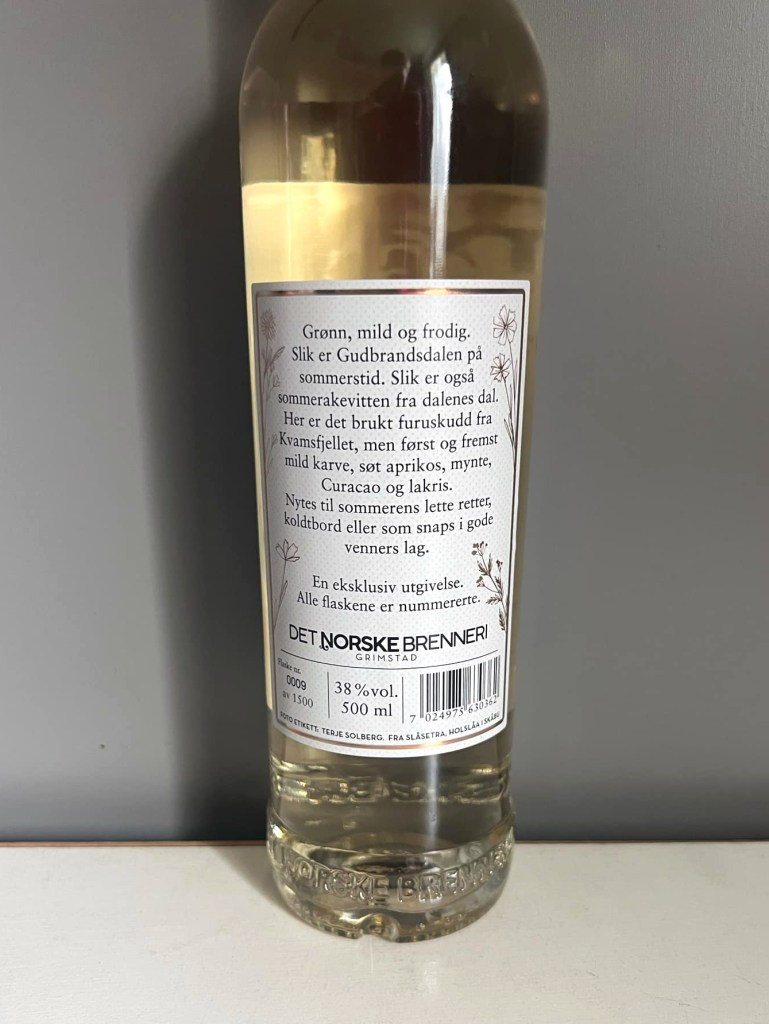 Grønn, mild og frodig.
Slik er Gudbrandsdalen på
sommerstid. Slik er også
sommerakevitten fra dalenes dal.
Her er det brukt furuskudd fra
Kvamsfjellet, men først og fremst
mild karve, søt aprikos, mynte,
Curacao og lakris.
Nytes til sommerens lette retter,
koldtbord eller som snaps i gode
venners lag.
En eksklusiv utgivelse.
Alle flaskene er nummererte.
DET NORSKE BRENNERI
GRIMSTAD
Flaske nr.
0009
av 1500
38 % vol.
500 ml
7 024975 630362
FOTO ETIKETT: TERJE SOLBERG. FRA SLÅSETRA, HOLSLÅA I SKÅBU
NORSKE BRENNERI